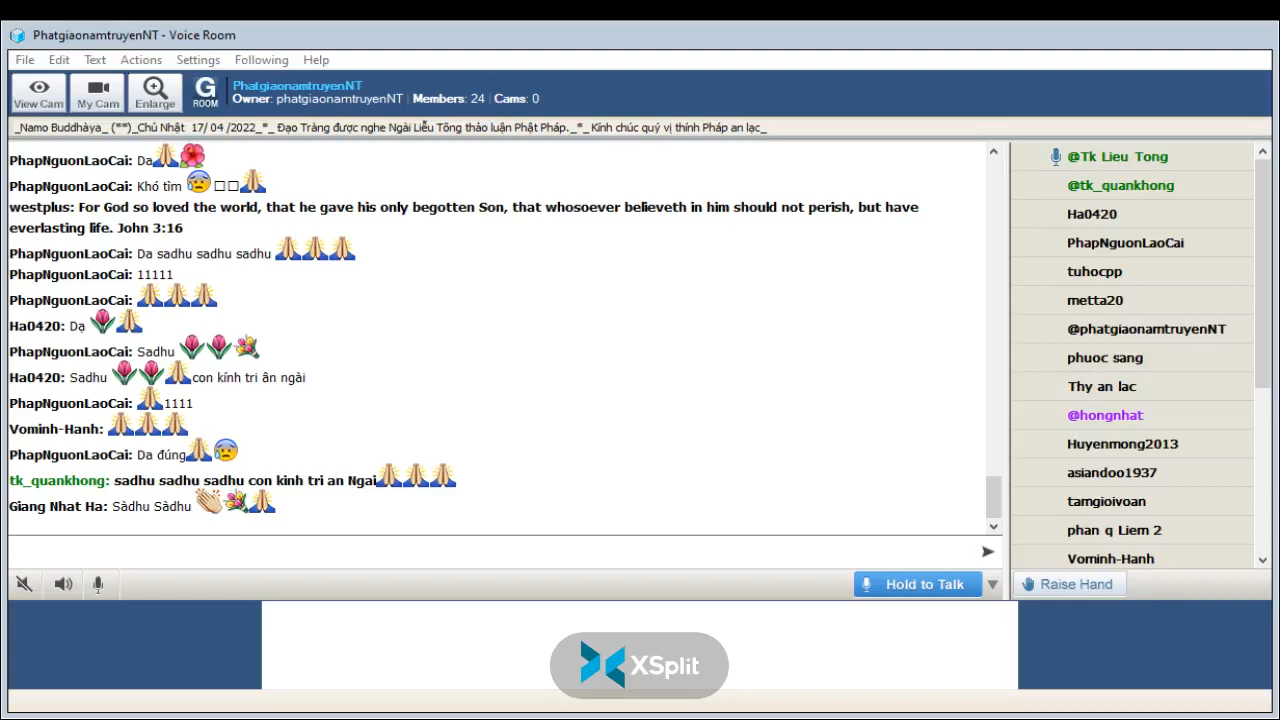 PhatgiaonamtruyenNT - Voice Room
File Edit Text Actions Settings Following Help
View Cam
My Cam
Enlarge
G ROOM
PhatgiaonamtruyenNT
Owner: phatgiaonamtruyenNT | Members: 24 | Cams: 0
_Namo Buddhàya_ (**)_Chủ Nhật 17/ 04 /2022_*_ Đạo Tràng được nghe Ngài Liễu Tông thảo luận Phật Pháp._*_ Kính chúc quý vị thính Pháp an lạc_
PhapNguonLaoCai: Da
PhapNguonLaoCai: Khó tìm
westplus: For God so loved the world, that he gave his only begotten Son, that whosoever believeth in him should not perish, but have
everlasting life. John 3:16
PhapNguonLaoCai: Da sadhu sadhu sadhu
PhapNguonLaoCai: 11111
PhapNguonLaoCai:
Ha0420: Dạ
PhapNguonLaoCai: Sadhu
Ha0420: Sadhu con kính tri ân ngài
PhapNguonLaoCai: 1111
Vominh-Hanh:
PhapNguonLaoCai: Da đúng
tk_quankhong: sadhu sadhu sadhu con kinh tri an Ngai
Giang Nhat Ha: Sàdhu Sàdhu
@Tk Lieu Tong
@tk_quankhong
Ha0420
PhapNguonLaoCai
tuhocpp
metta20
@phatgiaonamtruyenNT
phuoc sang
Thy an lac
@hongnhat
Huyenmong2013
asiandoo1937
tamgioivoan
phan q Liem 2
Vominh-Hanh
Hold to Talk
Raise Hand
XSplit